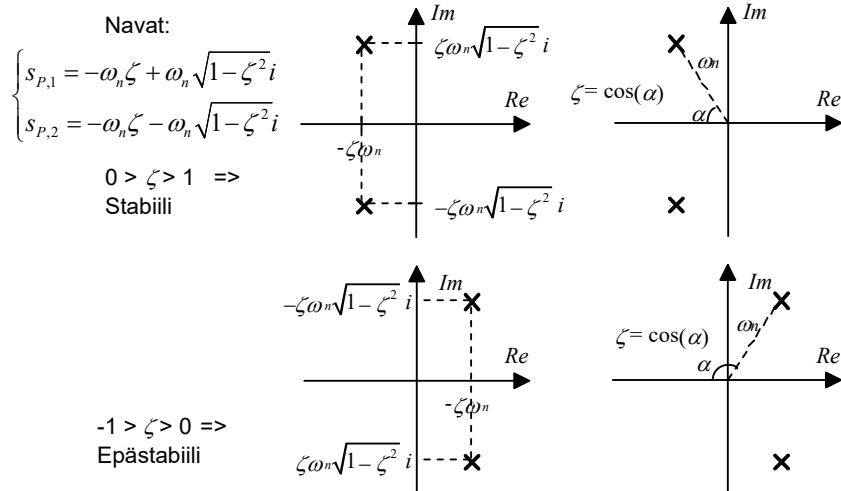 Navat:
s_{P,1} = −ω_nζ + ω_n√(1−ζ²)i
s_{P,2} = −ω_nζ − ω_n√(1−ζ²)i
0 > ζ > 1 =>
Stabiili
Im
ζω_n√(1−ζ²) i
Re
-ζω_n
−ζω_n√(1−ζ²) i
Im
ω_n
ζ = cos(α)
α
Re
-1 > ζ > 0 =>
Epästabiili
Im
−ζω_n√(1−ζ²) i
Re
-ζω_n
ζω_n√(1−ζ²) i
Im
ω_n
ζ = cos(α)
α
Re